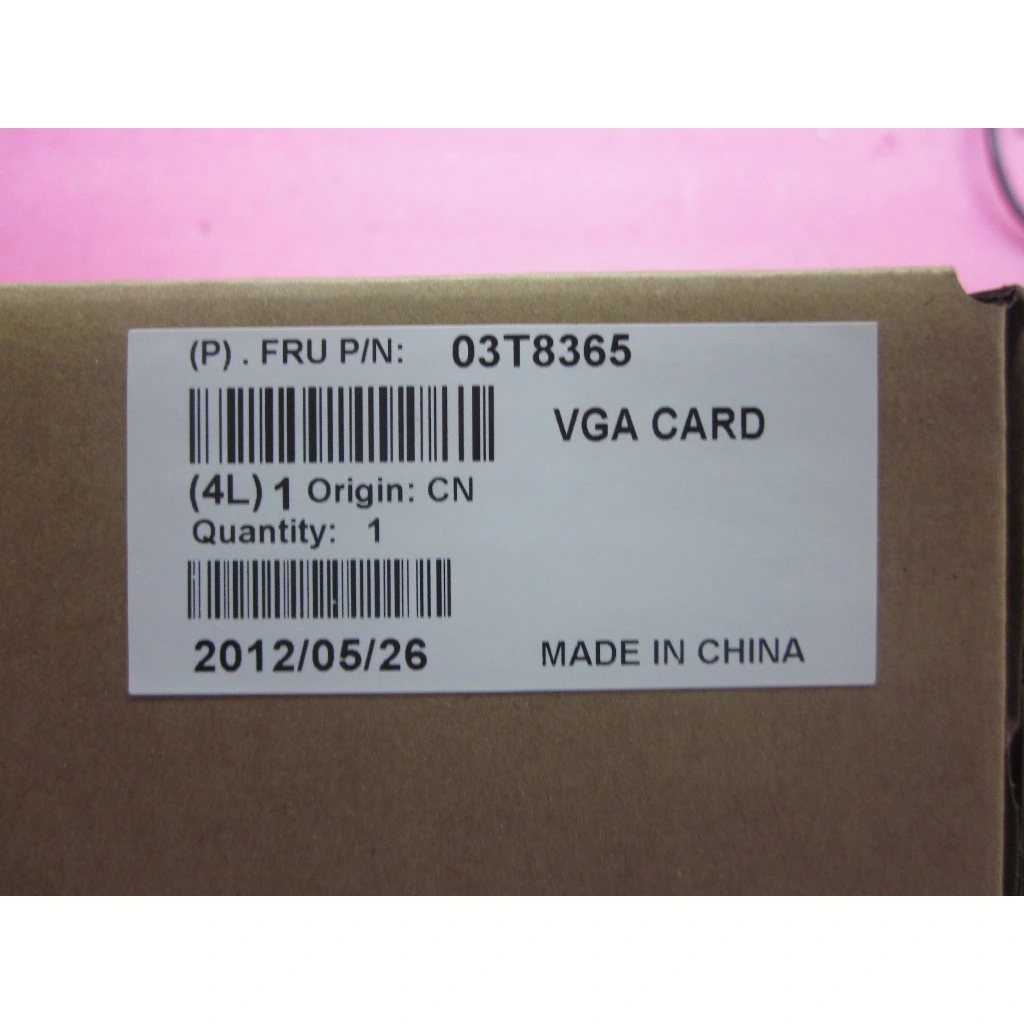 (P) . FRU P/N: 03T8365
VGA CARD
(4L) 1 Origin: CN
Quantity: 1
2012/05/26 MADE IN CHINA